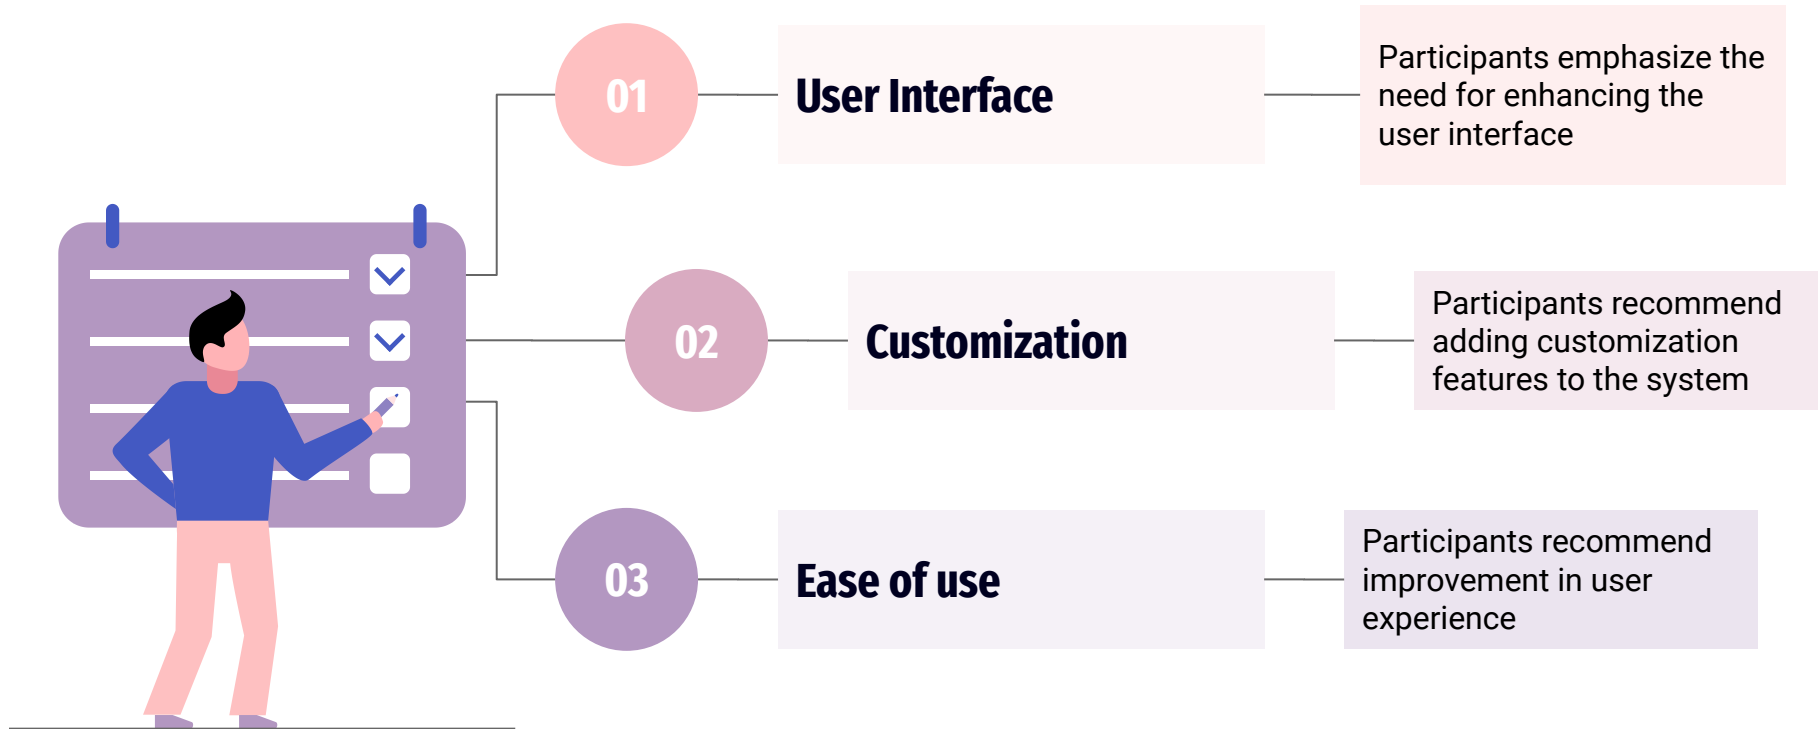 01
User Interface
Participants emphasize the
need for enhancing the
user interface
02
Customization
Participants recommend
adding customization
features to the system
03
Ease of use
Participants recommend
improvement in user
experience